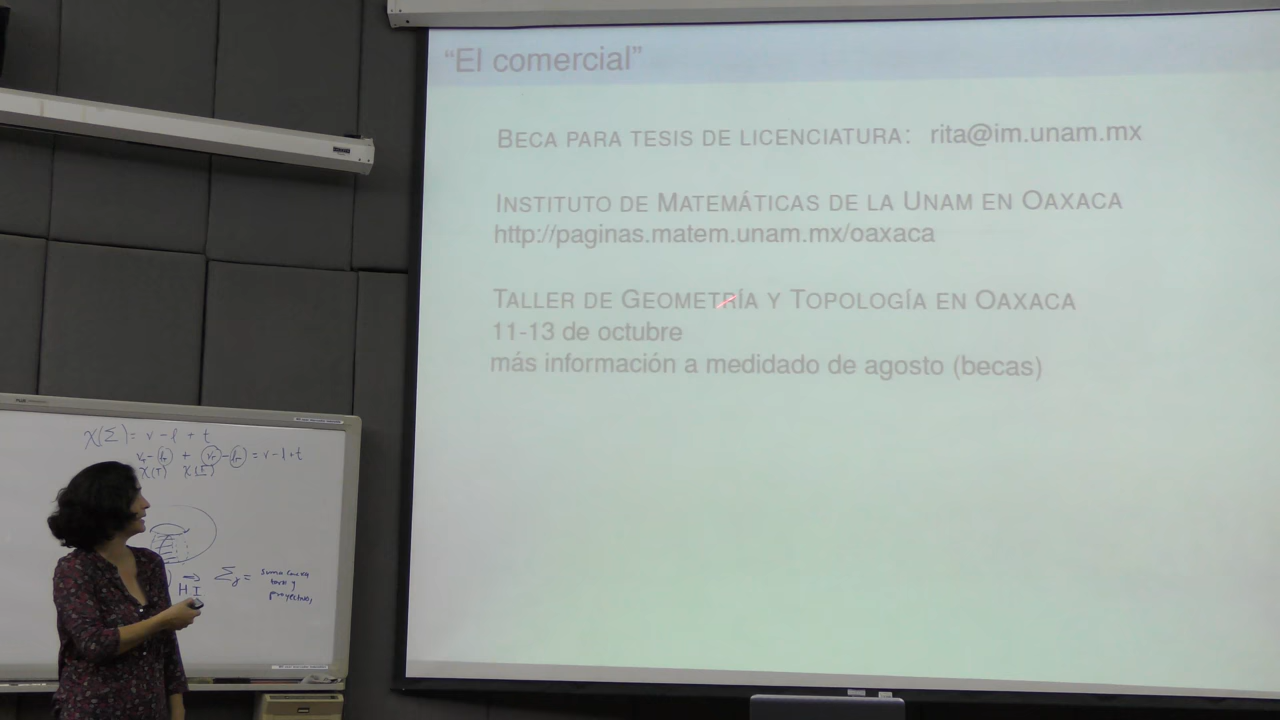 “El comercial”
BECA PARA TESIS DE LICENCIATURA: rita@im.unam.mx
INSTITUTO DE MATEMÁTICAS DE LA UNAM EN OAXACA
http://paginas.matem.unam.mx/oaxaca
TALLER DE GEOMETRÍA Y TOPOLOGÍA EN OAXACA
11-13 de octubre
más información a medidado de agosto (becas)
χ(Σ) = v - l + t
= v - l + t
χ(T) χ(Γ)
H I
suma
y